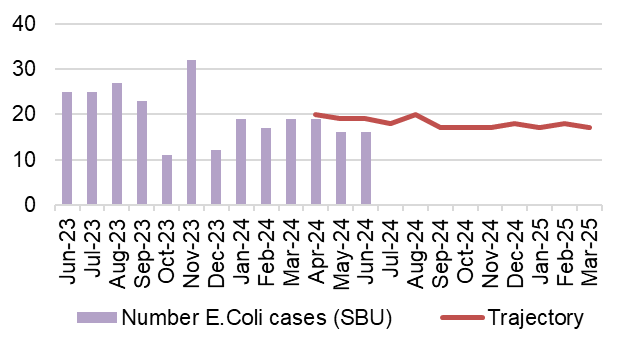 40
30
20
10
0
Jun-23
Jul-23
Aug-23
Sep-23
Oct-23
Nov-23
Dec-23
Jan-24
Feb-24
Mar-24
Apr-24
May-24
Jun-24
Jul-24
Aug-24
Sep-24
Oct-24
Nov-24
Dec-24
Jan-25
Feb-25
Mar-25
Number E.Coli cases (SBU)
Trajectory